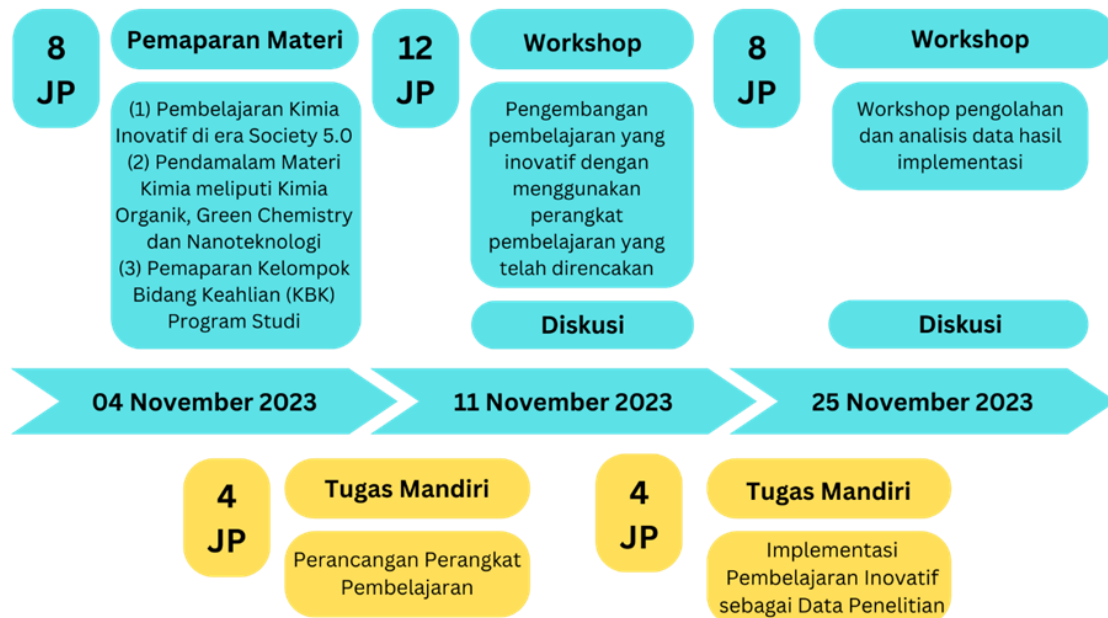 8
JP
Pemaparan Materi
(1) Pembelajaran Kimia
Inovatif di era Society 5.0
(2) Pendamalam Materi
Kimia meliputi Kimia
Organik, Green Chemistry
dan Nanoteknologi
(3) Pemaparan Kelompok
Bidang Keahlian (KBK)
Program Studi
12
JP
Workshop
Pengembangan
pembelajaran yang
inovatif dengan
menggunakan
perangkat
pembelajaran yang
telah direncakan
Diskusi
8
JP
Workshop
Workshop pengolahan
dan analisis data hasil
implementasi
Diskusi
04 November 2023
11 November 2023
25 November 2023
4
JP
Tugas Mandiri
Perancangan Perangkat
Pembelajaran
4
JP
Tugas Mandiri
Implementasi
Pembelajaran Inovatif
sebagai Data Penelitian